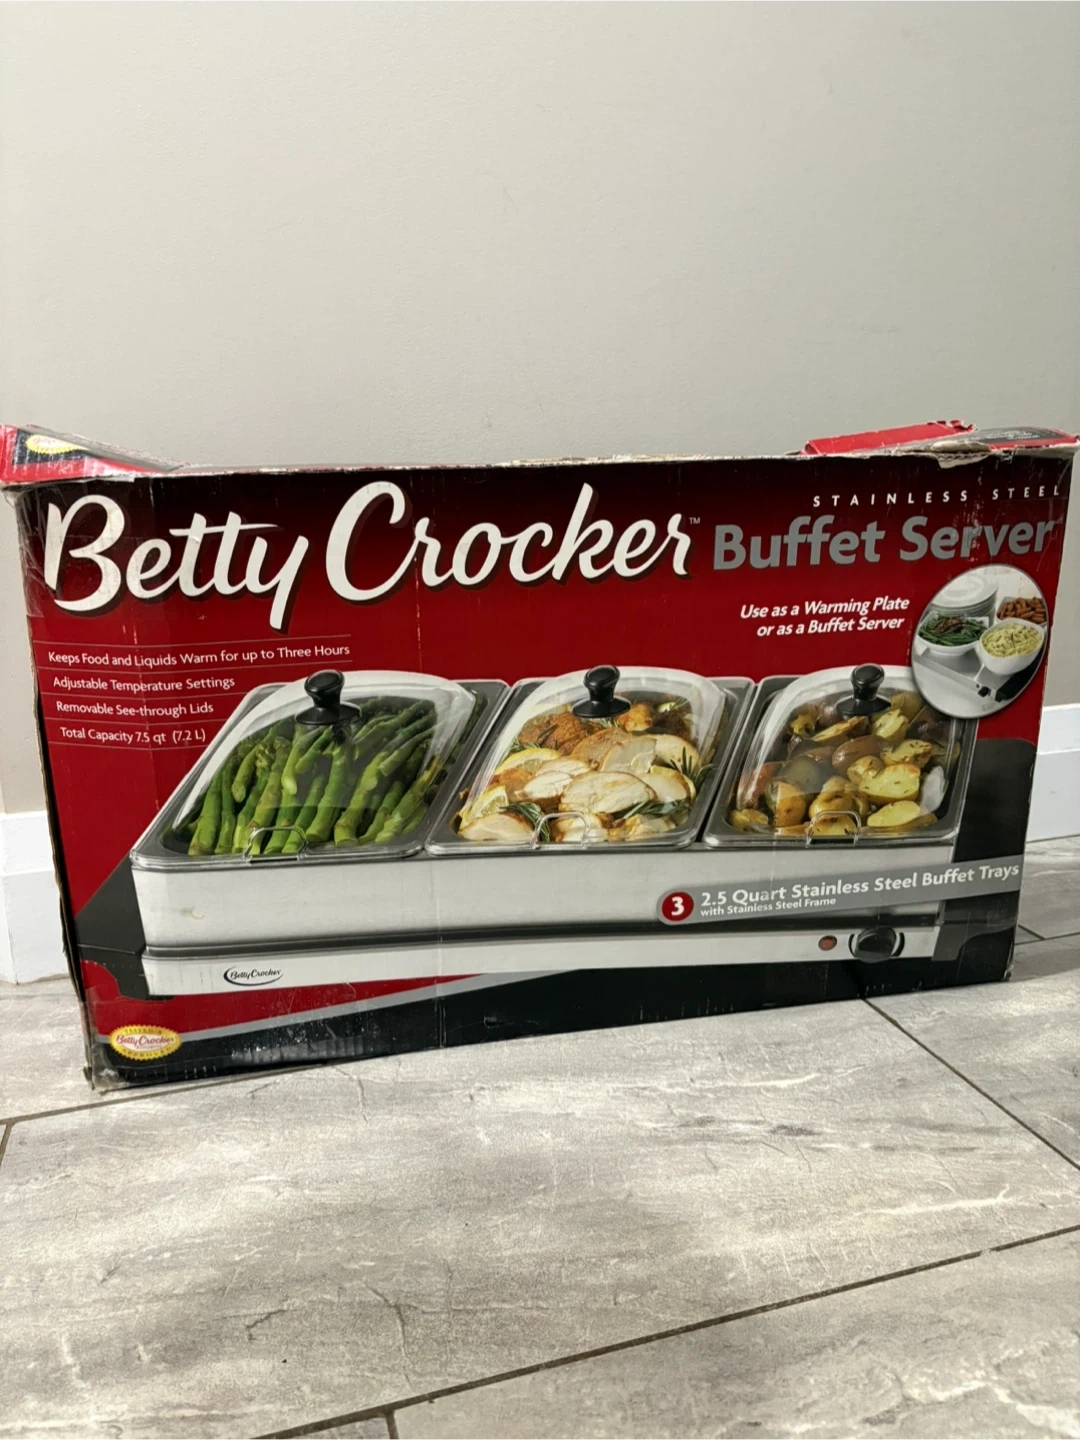 STAINLESS STEEL
Betty Crocker™ Buffet Server
Use as a Warming Plate
or as a Buffet Server
Keeps Food and Liquids Warm for up to Three Hours
Adjustable Temperature Settings
Removable See-through Lids
Total Capacity 7.5 qt (7.2 L)
3 2.5 Quart Stainless Steel Buffet Trays
with Stainless Steel Frame
Betty Crocker
Betty Crocker